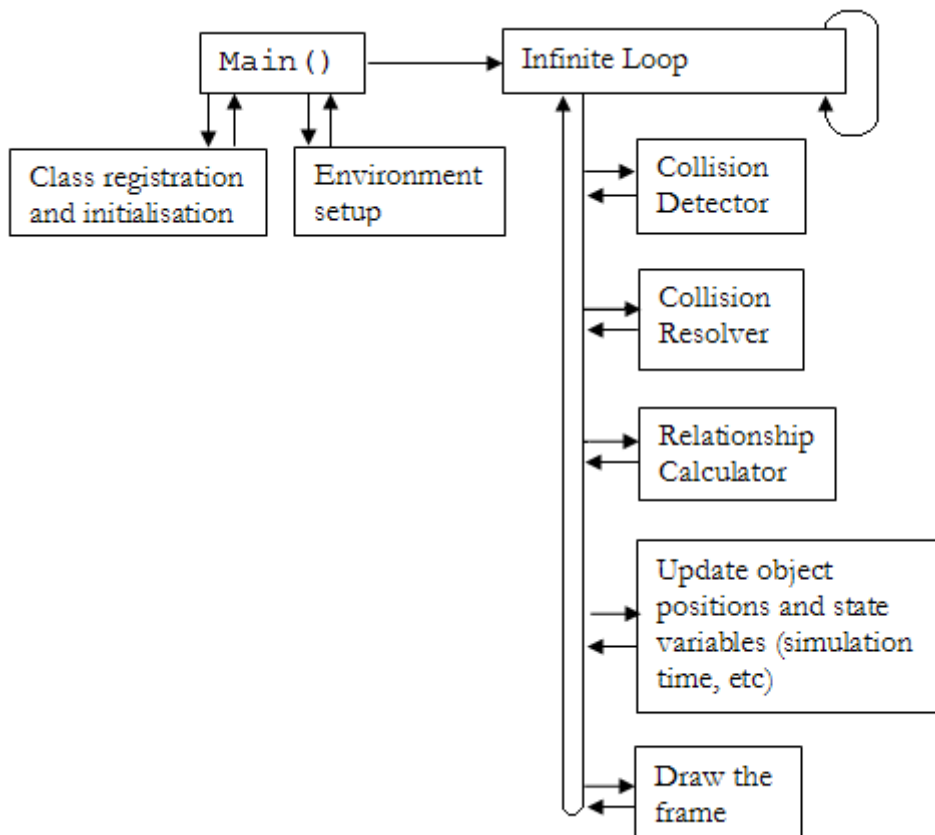 Main()
Infinite Loop
Class registration
and initialisation
Environment
setup
Collision
Detector
Collision
Resolver
Relationship
Calculator
Update object
positions and state
variables (simulation
time, etc)
Draw the
frame